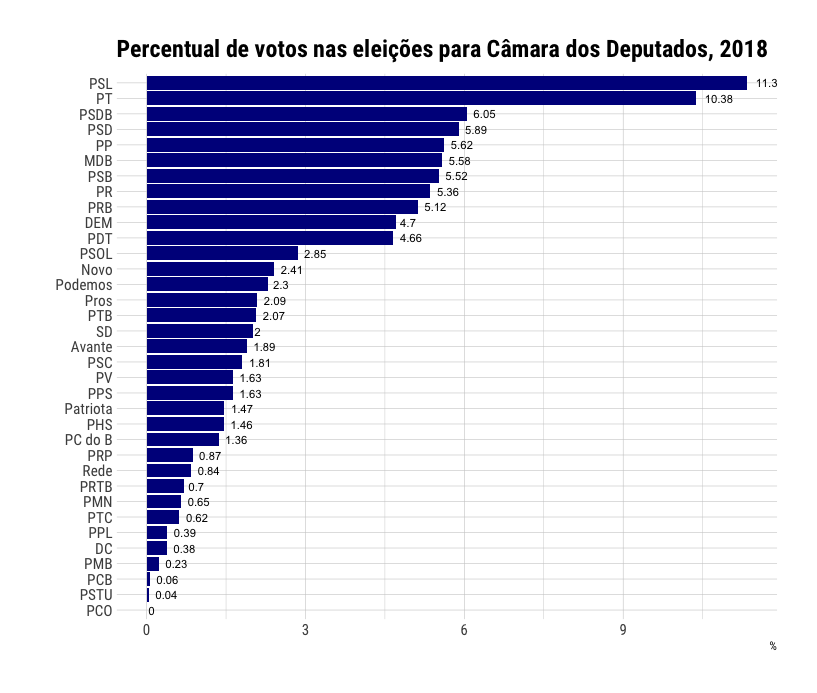 Percentual de votos nas eleições para Câmara dos Deputados, 2018
PSL 11.3
PT 10.38
PSDB 6.05
PSD 5.89
PP 5.62
MDB 5.58
PSB 5.52
PR 5.36
PRB 5.12
DEM 4.7
PDT 4.66
PSOL 2.85
Novo 2.41
Podemos 2.3
Pros 2.09
PTB 2.07
SD 2
Avante 1.89
PSC 1.81
PV 1.63
PPS 1.63
Patriota 1.47
PHS 1.46
PC do B 1.36
PRP 0.87
Rede 0.84
PRTB 0.7
PMN 0.65
PTC 0.62
PPL 0.39
DC 0.38
PMB 0.23
PCB 0.06
PSTU 0.04
PCO 0
0 3 6 9
%